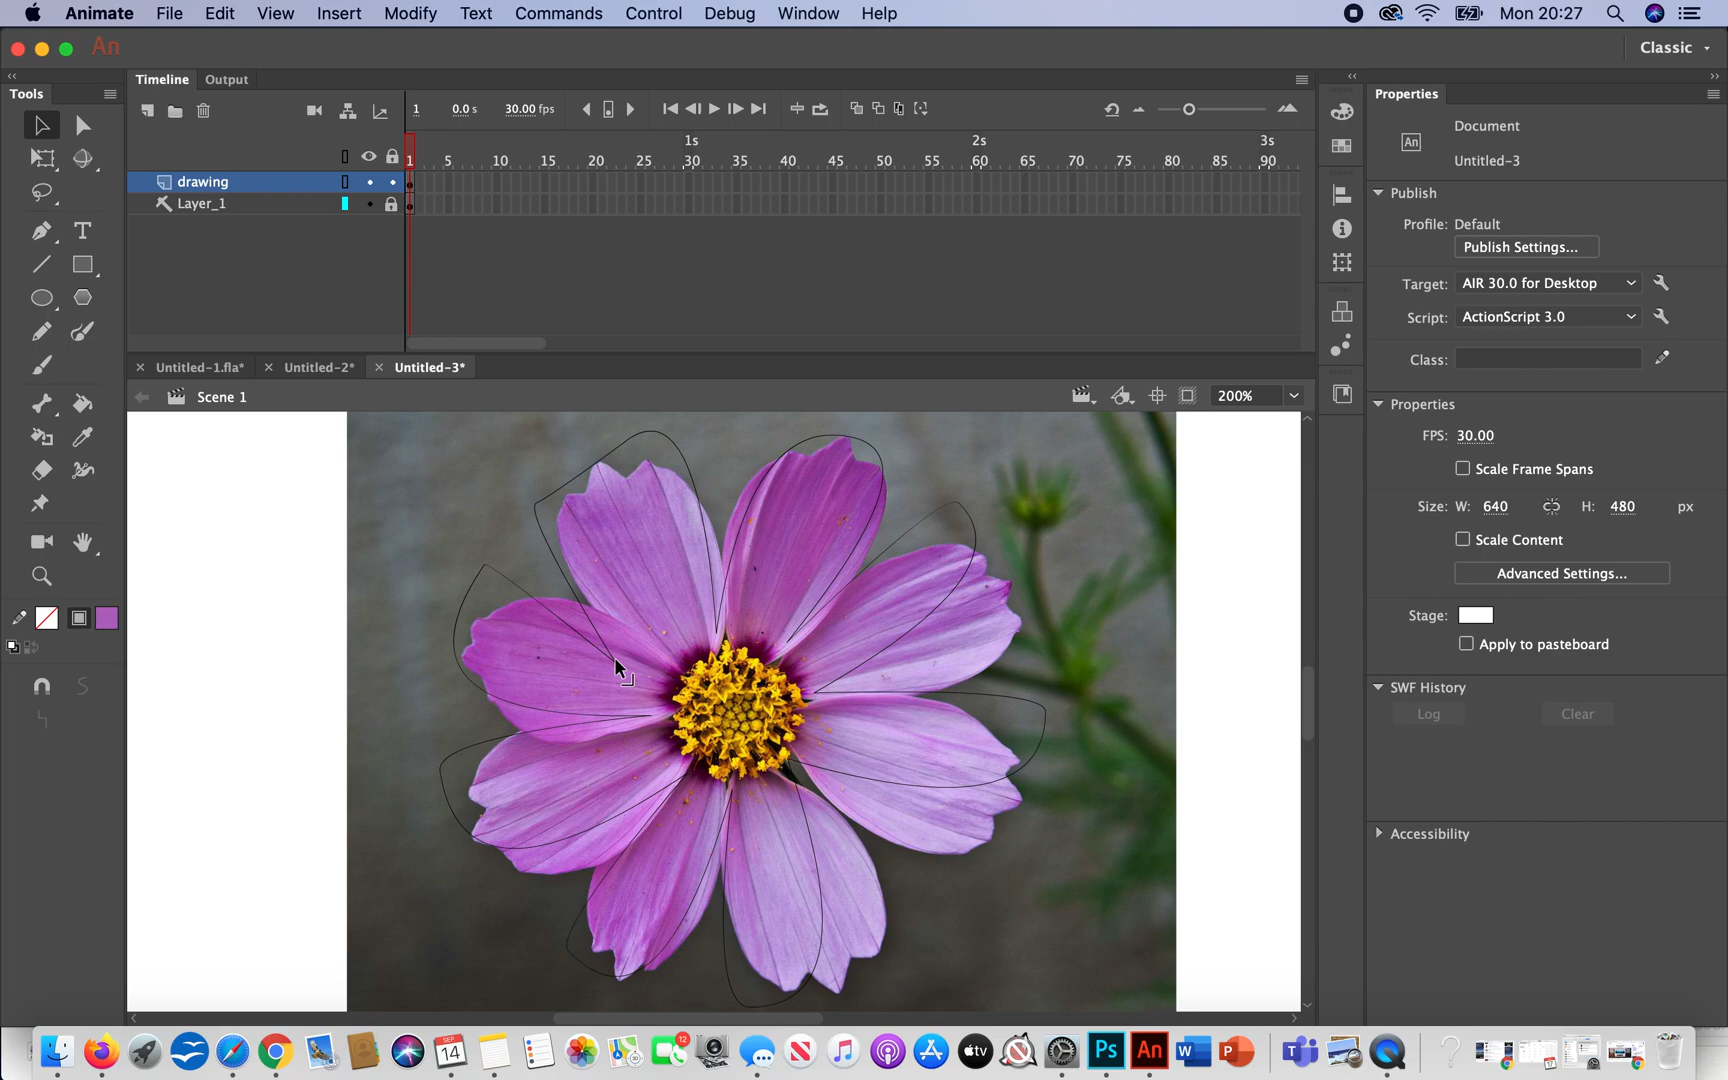 Animate File Edit View Insert Modify Text Commands Control Debug Window Help Mon 20:27
An Classic
Tools
Timeline Output
1 0.0 s 30.00 fps
1s 2s 3s
1 5 10 15 20 25 30 35 40 45 50 55 60 65 70 75 80 85 90
drawing
Layer_1
Untitled-1.fla* Untitled-2* Untitled-3*
Scene 1 200%
T
Properties
An Document
Untitled-3
Publish
Profile: Default
Publish Settings...
Target: AIR 30.0 for Desktop
Script: ActionScript 3.0
Class:
Properties
FPS: 30.00
Scale Frame Spans
Size: W: 640 H: 480 px
Scale Content
Advanced Settings...
Stage:
Apply to pasteboard
SWF History
Log Clear
Accessibility
SEP
14
12
tv
Ps
An
W
P
T